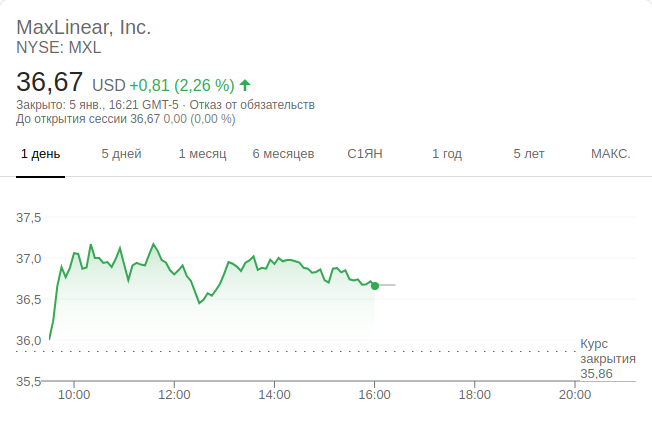 MaxLinear, Inc.
NYSE: MXL
36,67 USD +0,81 (2,26 %)
Закрыто: 5 янв., 16:21 GMT-5 · Отказ от обязательств
До открытия сессии 36,67 0,00 (0,00 %)
1 день 5 дней 1 месяц 6 месяцев С1ЯН 1 год 5 лет МАКС.
37,5
37,0
36,5
36,0
35,5
Курс
закрытия
35,86
10:00 12:00 14:00 16:00 18:00 20:00